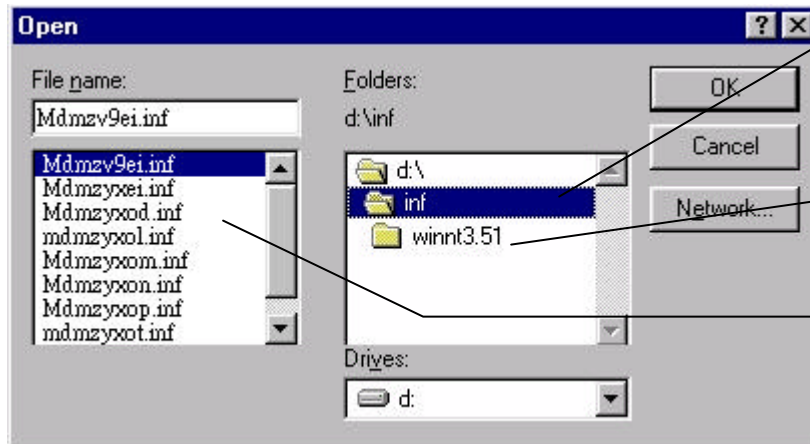 Open
File name:
Mdmzv9ei.inf
Mdmzv9ei.inf
Mdmzyxei.inf
Mdmzyxod.inf
mdmzyxol.inf
Mdmzyxom.inf
Mdmzyxon.inf
Mdmzyxop.inf
mdmzyxot.inf
Folders:
d:\inf
d:\
inf
winnt3.51
Drives:
d:
OK
Cancel
Network...